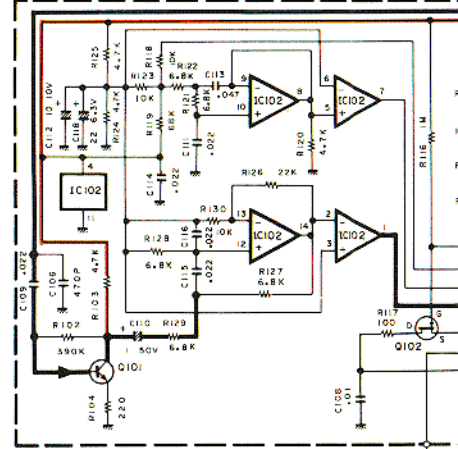 R125
4.7K
R118
10K
R122
6.8K
C113
.047
R123
10K
R121
6.8K
9
8
10
IC102
6
7
5
IC102
C112
10 10V
C118
22 6.3V
R124
4.7K
R119
68K
C111
.022
R120
4.7K
R116
1M
4
IC102
11
C114
.022
R126
22K
R130
10K
C116
.022
13
14
12
IC102
2
1
3
IC102
R128
6.8K
C115
.022
R127
6.8K
.022
C109
C106
470P
R103
4.7K
R102
390K
C110
1 50V
R129
6.8K
Q101
R104
220
R117
100
D
G
S
Q102
C108
.01